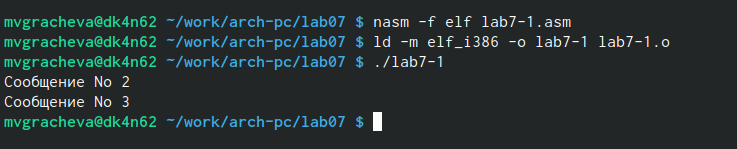 mvgracheva@dk4n62 ~/work/arch-pc/lab07 $ nasm -f elf lab7-1.asm
mvgracheva@dk4n62 ~/work/arch-pc/lab07 $ ld -m elf_i386 -o lab7-1 lab7-1.o
mvgracheva@dk4n62 ~/work/arch-pc/lab07 $ ./lab7-1
Сообщение No 2
Сообщение No 3
mvgracheva@dk4n62 ~/work/arch-pc/lab07 $